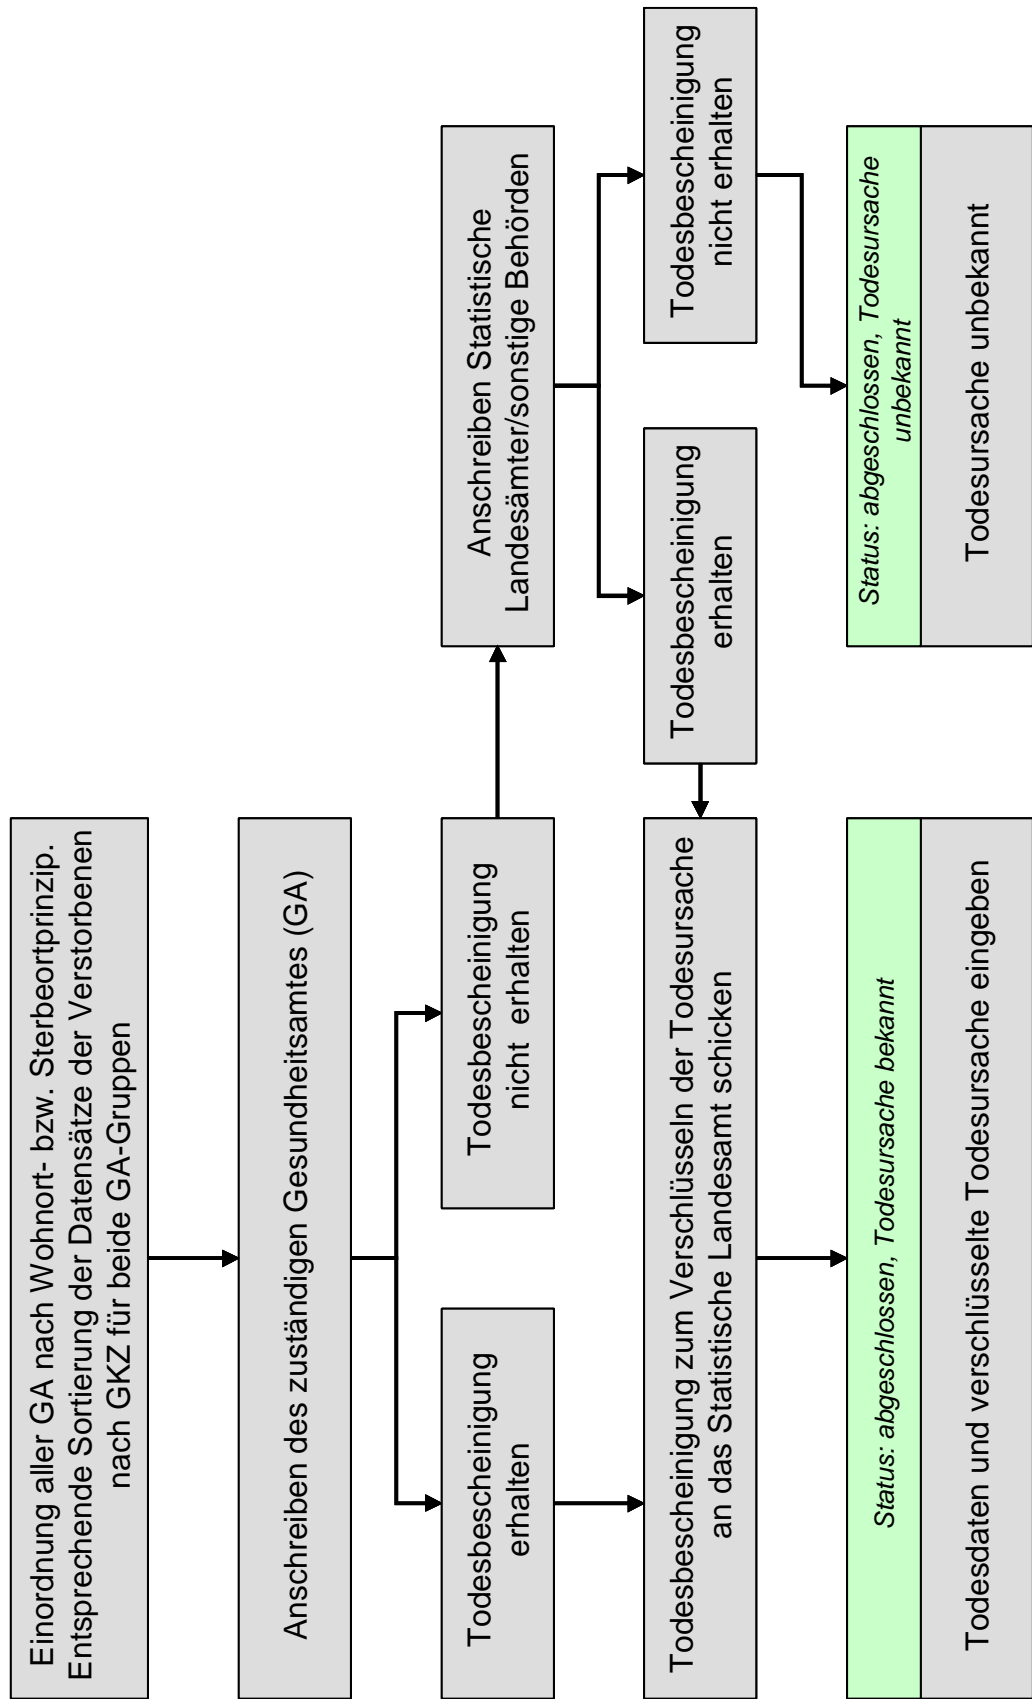 Einordnung aller GA nach Wohnort- bzw. Sterbeortprinzip.
Entsprechende Sortierung der Datensätze der Verstorbenen
nach GKZ für beide GA-Gruppen
Anschreiben des zuständigen Gesundheitsamtes (GA)
Todesbescheinigung
erhalten
Todesbescheinigung
nicht erhalten
Anschreiben Statistische
Landesämter/sonstige Behörden
Todesbescheinigung zum Verschlüsseln der Todesursache
an das Statistische Landesamt schicken
Todesbescheinigung
erhalten
Todesbescheinigung
nicht erhalten
Status: abgeschlossen, Todesursache bekannt
Todesdaten und verschlüsselte Todesursache eingeben
Status: abgeschlossen, Todesursache
unbekannt
Todesursache unbekannt